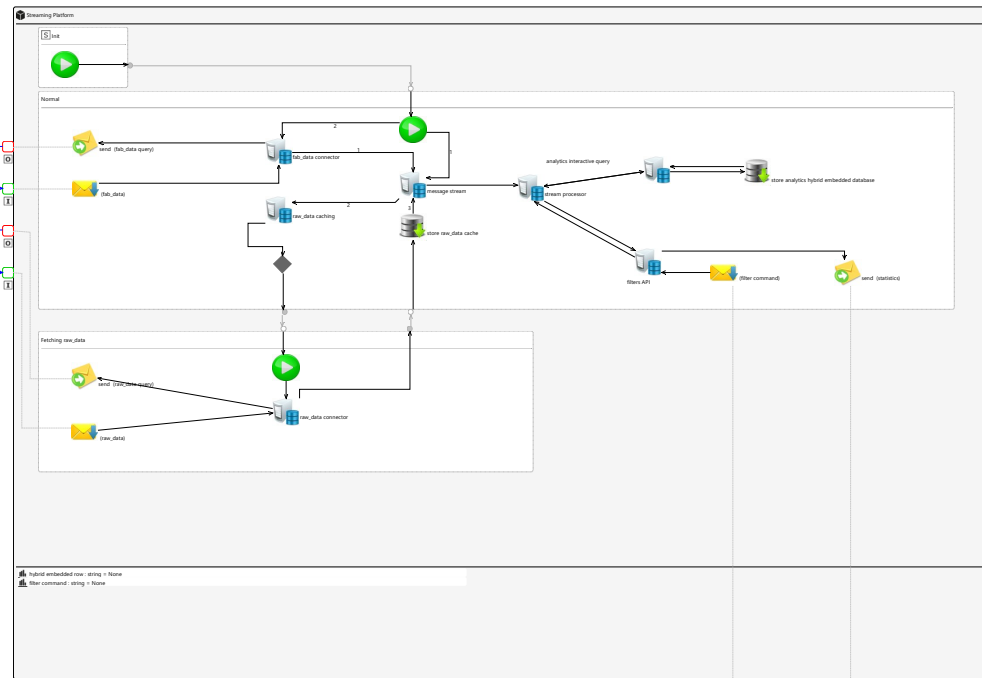 Streaming Platform
S Init
Normal
2
send (fab_data query)
fab_data connector
1
1
analytics interactive query
(fab_data)
message stream
stream processor
store analytics hybrid embedded database
2
3
raw_data caching
store raw_data cache
filters API
(filter command)
send (statistics)
O
I
O
I
Fetching raw_data
send (raw_data query)
raw_data connector
(raw_data)
hybrid embedded row : string = None
filter command : string = None